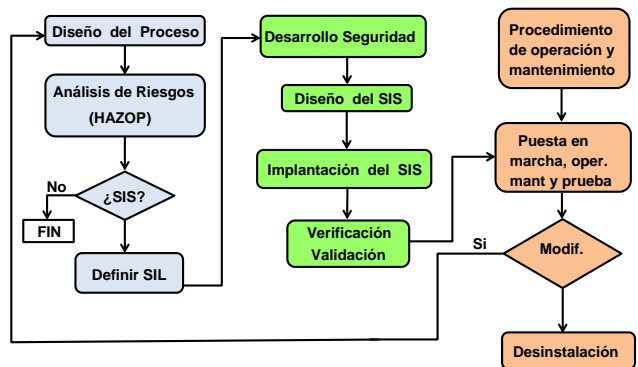 Diseño del Proceso
Análisis de Riesgos
(HAZOP)
¿SIS?
No
FIN
Definir SIL
Desarrollo Seguridad
Diseño del SIS
Implantación del SIS
Verificación
Validación
Procedimiento
de operación y
mantenimiento
Puesta en
marcha, oper.
mant y prueba
Si
Modif.
Desinstalación